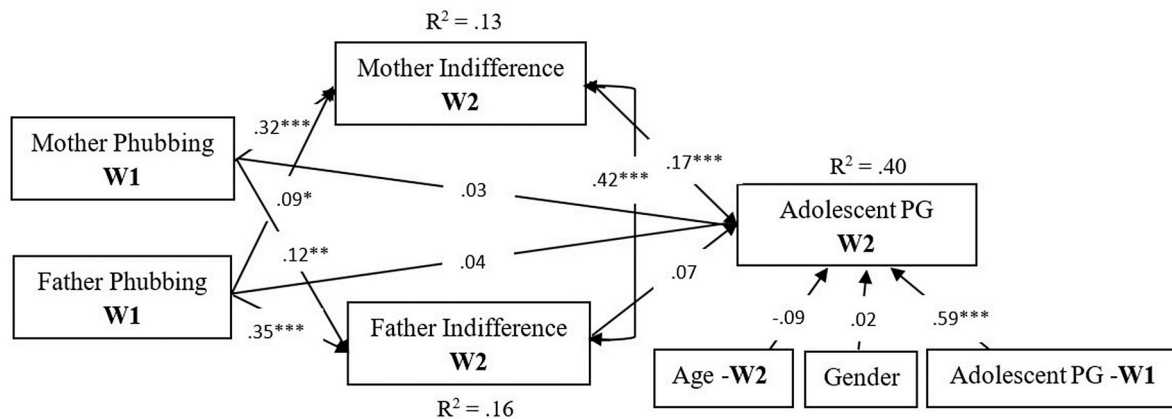 R² = .13
Mother Indifference
W2
Mother Phubbing
W1
.32***
.09*
.03
.42***
.17***
R² = .40
Adolescent PG
W2
Father Phubbing
W1
.12**
.04
.07
.35***
Father Indifference
W2
R² = .16
-.09
.02
.59***
Age -W2
Gender
Adolescent PG -W1